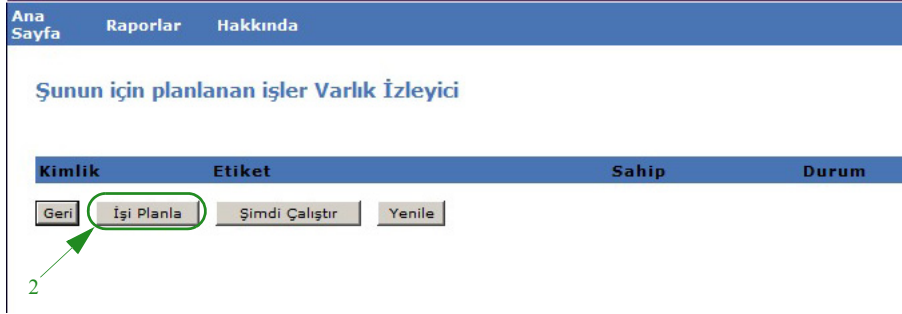 Ana Sayfa Raporlar Hakkında
Şunun için planlanan işler Varlık İzleyici
Kimlik Etiket Sahip Durum
Geri İşi Planla Şimdi Çalıştır Yenile
2